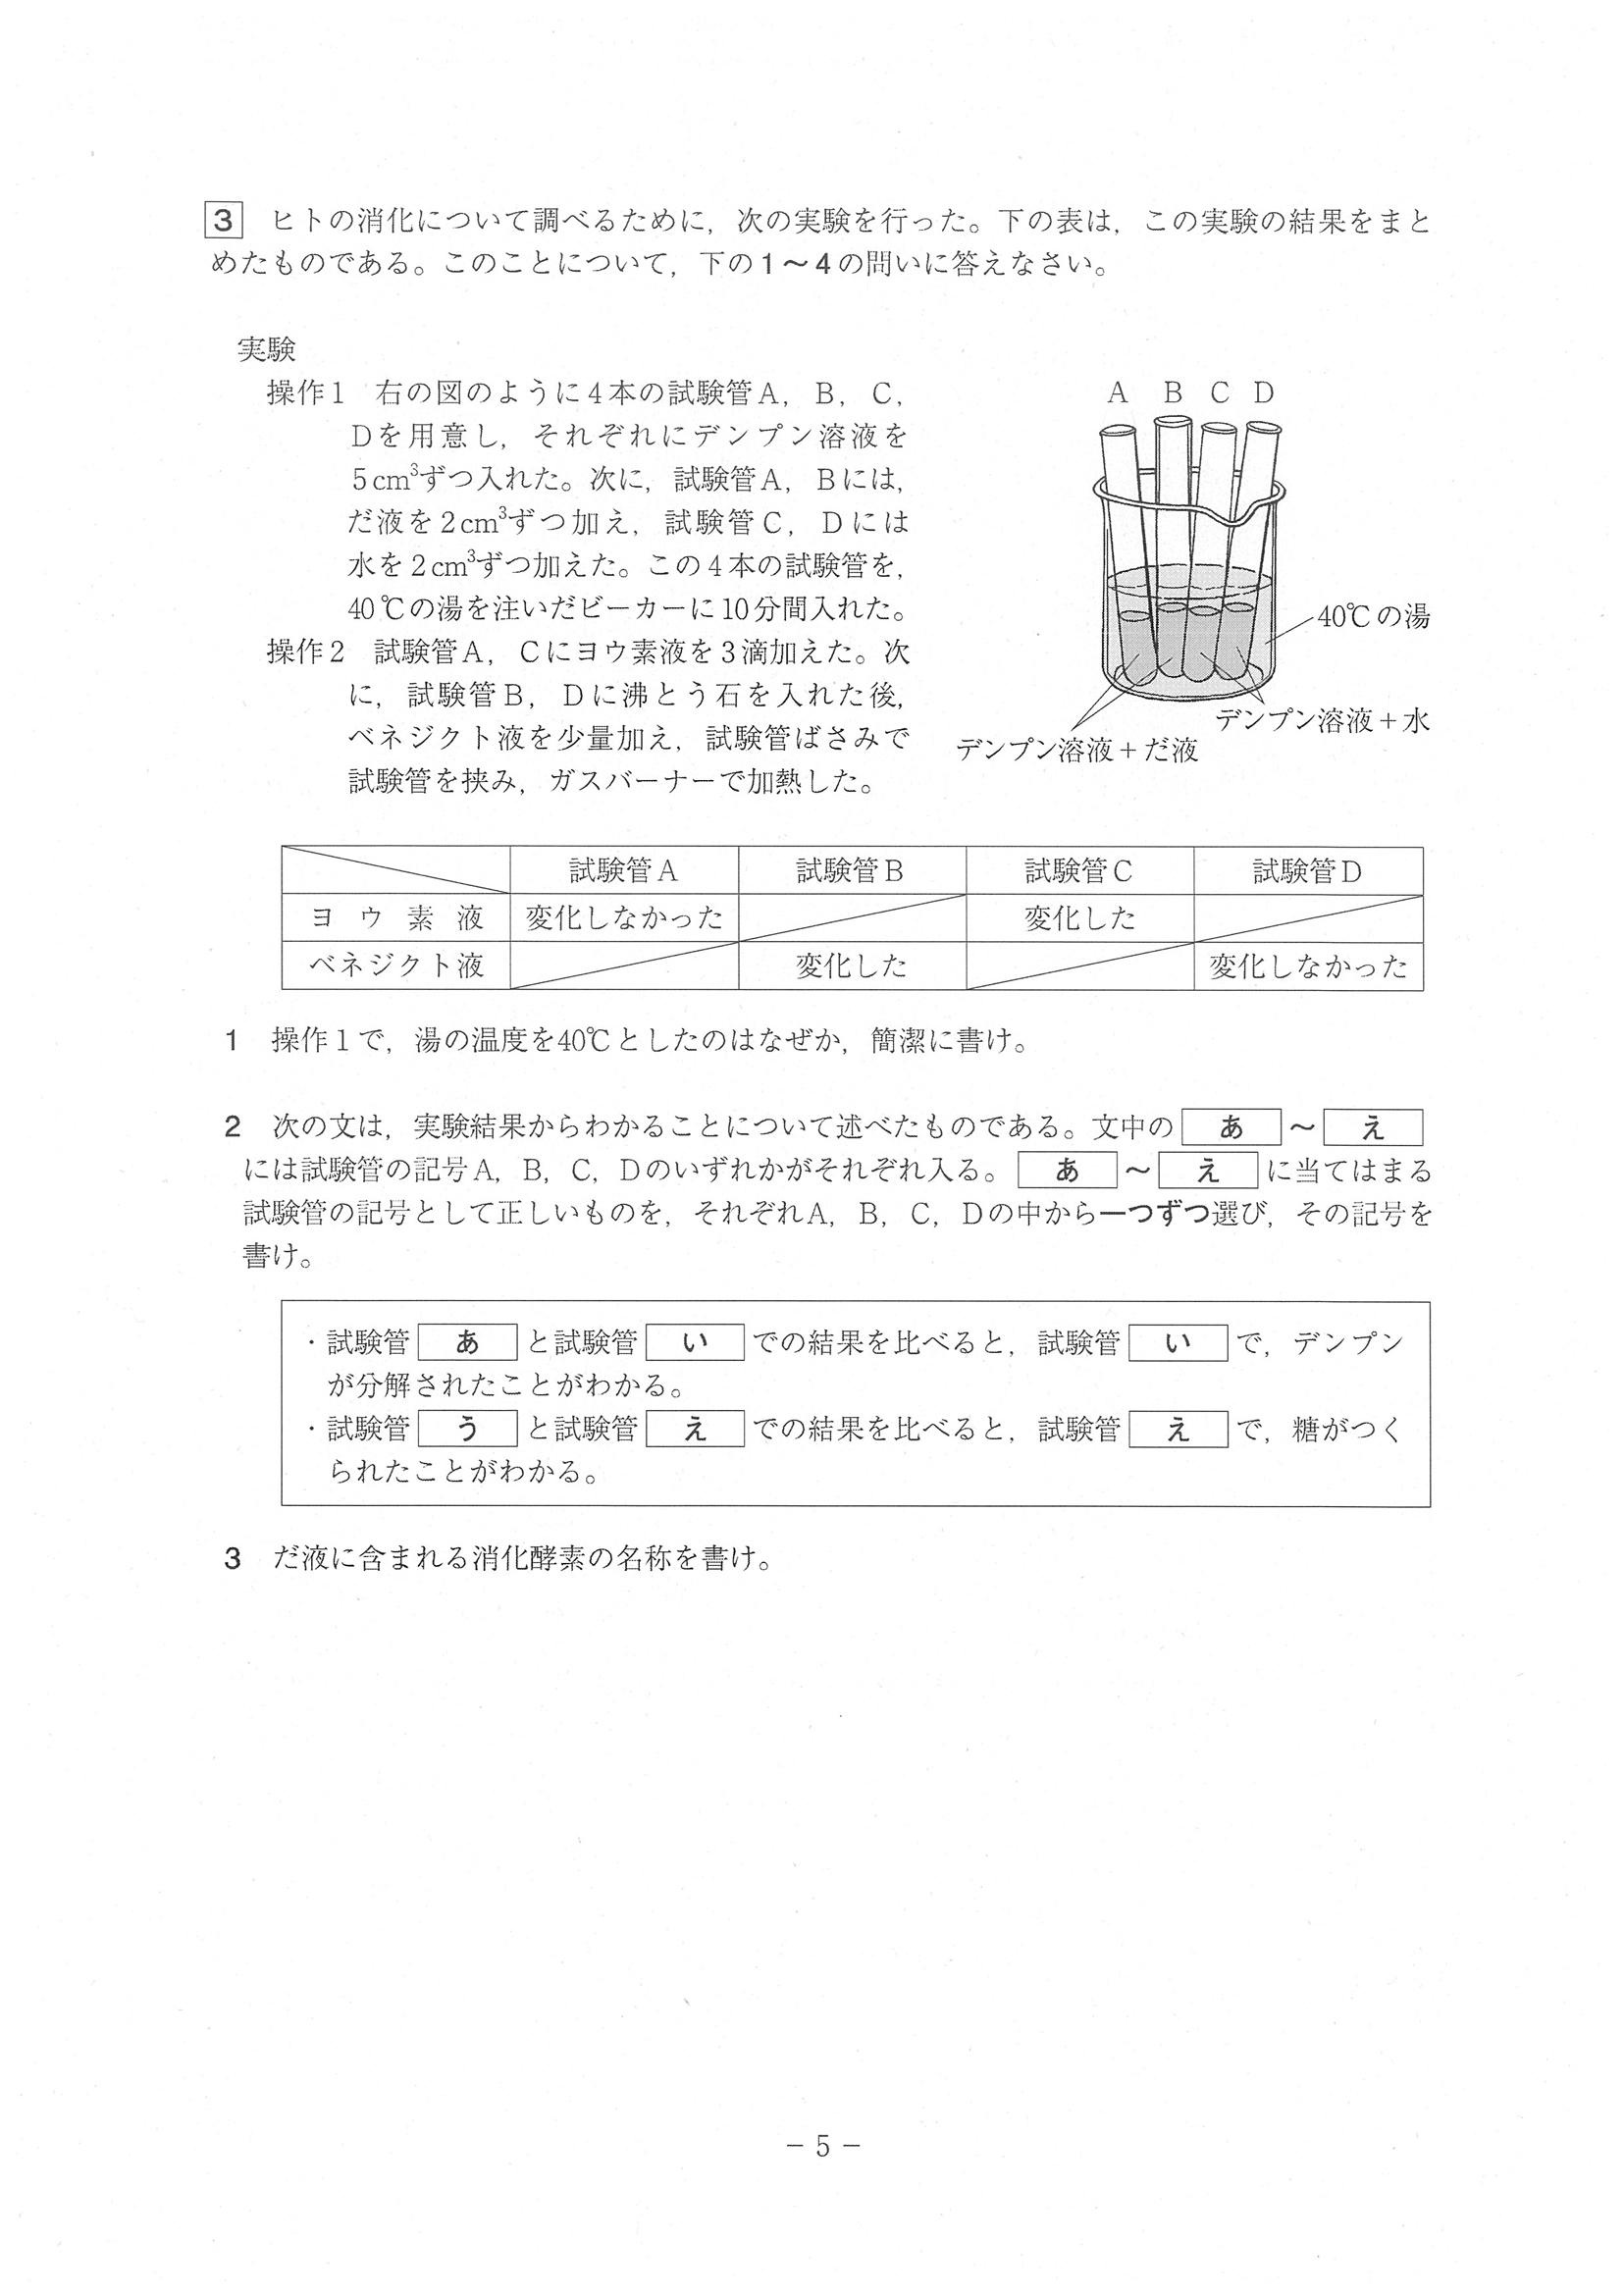 3 ヒトの消化について調べるために，次の実験を行った。下の表は，この実験の結果をまと
めたものである。このことについて，下の1～4の問いに答えなさい。
実験
操作1 右の図のように4本の試験管A，B，C，
Dを用意し，それぞれにデンプン溶液を
5cm³ずつ入れた。次に，試験管A，Bには，
だ液を2cm³ずつ加え，試験管C，Dには
水を2cm³ずつ加えた。この4本の試験管を，
40℃の湯を注いだビーカーに10分間入れた。
操作2 試験管A，Cにヨウ素液を3滴加えた。次
に，試験管B，Dに沸とう石を入れた後，
ベネジクト液を少量加え，試験管ばさみで
試験管を挟み，ガスバーナーで加熱した。
A B C D
40℃の湯
デンプン溶液＋水
デンプン溶液＋だ液
試験管A 試験管B 試験管C 試験管D
ヨウ素液 変化しなかった 変化した
ベネジクト液 変化した 変化しなかった
1 操作1で，湯の温度を40℃としたのはなぜか，簡潔に書け。
2 次の文は，実験結果からわかることについて述べたものである。文中の あ ～ え
には試験管の記号A，B，C，Dのいずれかがそれぞれ入る。 あ ～ え に当てはまる
試験管の記号として正しいものを，それぞれA，B，C，Dの中から一つずつ選び，その記号を
書け。
・試験管 あ と試験管 い での結果を比べると，試験管 い で，デンプン
が分解されたことがわかる。
・試験管 う と試験管 え での結果を比べると，試験管 え で，糖がつく
られたことがわかる。
3 だ液に含まれる消化酵素の名称を書け。
－ 5 －